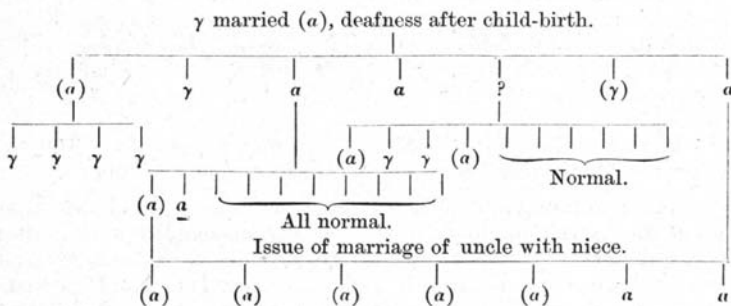 γ married (a), deafness after child-birth.
(a) γ a a ? (γ) a
γ γ γ γ (a) γ γ (a)
Normal.
(a) a
All normal.
Issue of marriage of uncle with niece.
(a) (a) (a) (a) (a) a a